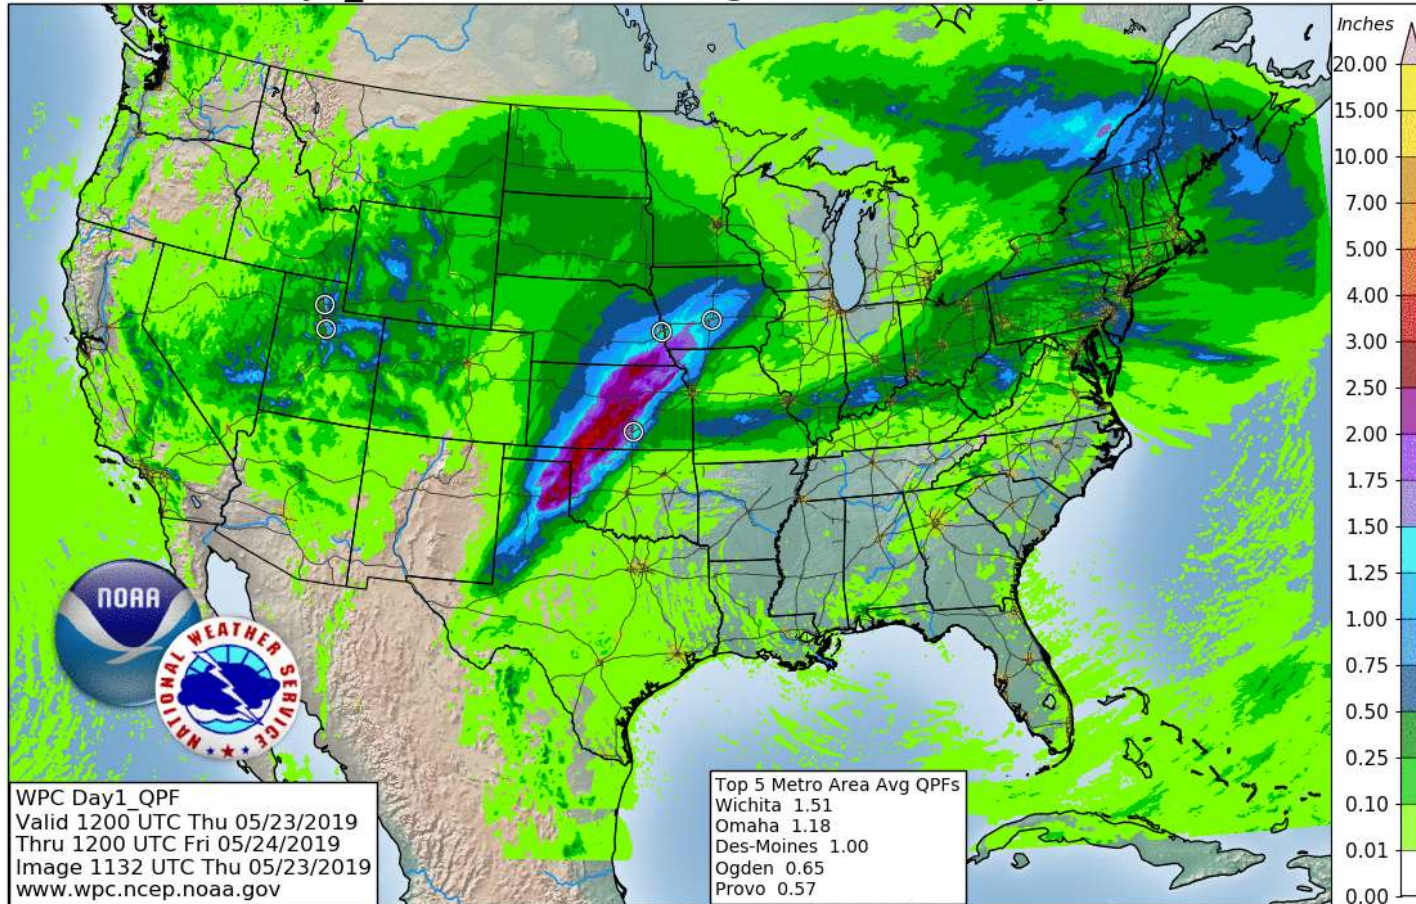 Inches
20.00
15.00
10.00
7.00
5.00
4.00
3.00
2.50
2.00
1.75
1.50
1.25
1.00
0.75
0.50
0.25
0.10
0.01
0.00
NOAA
NATIONAL WEATHER SERVICE
WPC Day1_QPF
Valid 1200 UTC Thu 05/23/2019
Thru 1200 UTC Fri 05/24/2019
Image 1132 UTC Thu 05/23/2019
www.wpc.ncep.noaa.gov
Top 5 Metro Area Avg QPFs
Wichita 1.51
Omaha 1.18
Des-Moines 1.00
Ogden 0.65
Provo 0.57